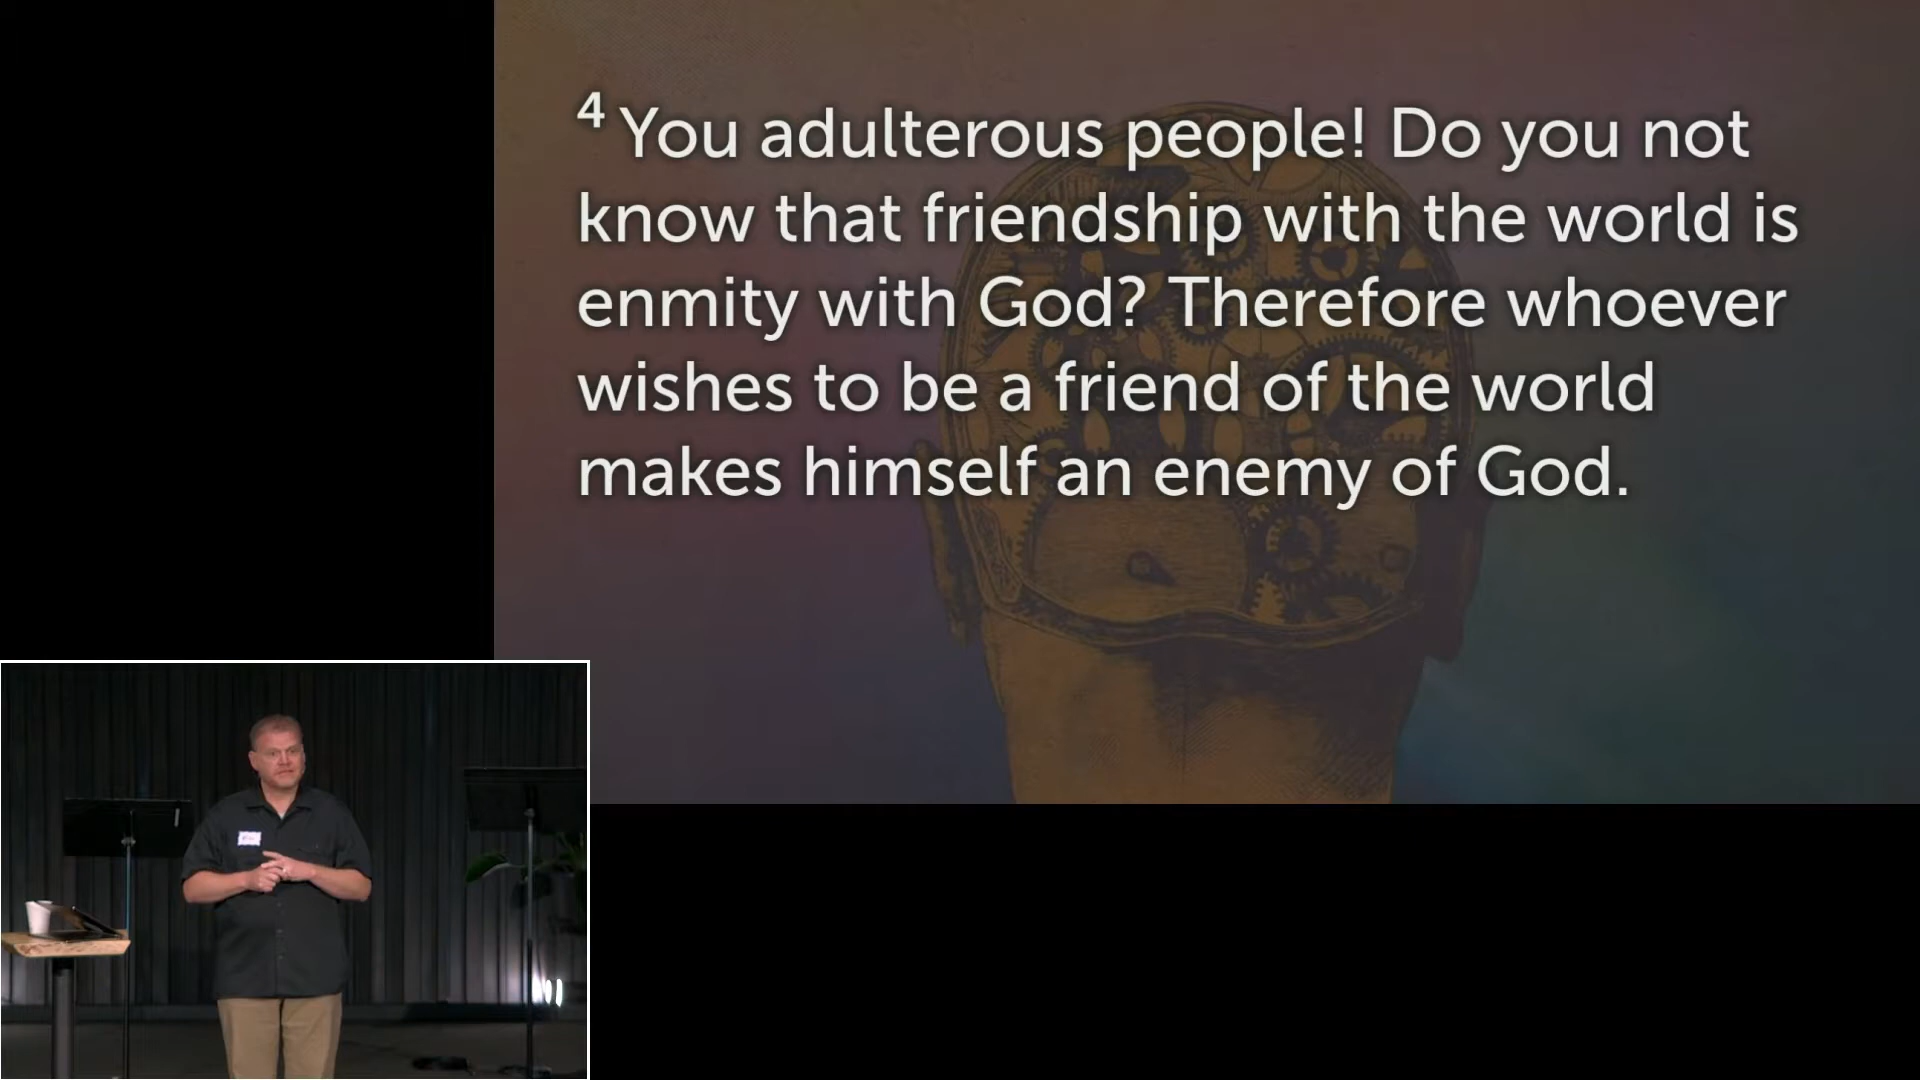 4 You adulterous people! Do you not
know that friendship with the world is
enmity with God? Therefore whoever
wishes to be a friend of the world
makes himself an enemy of God.